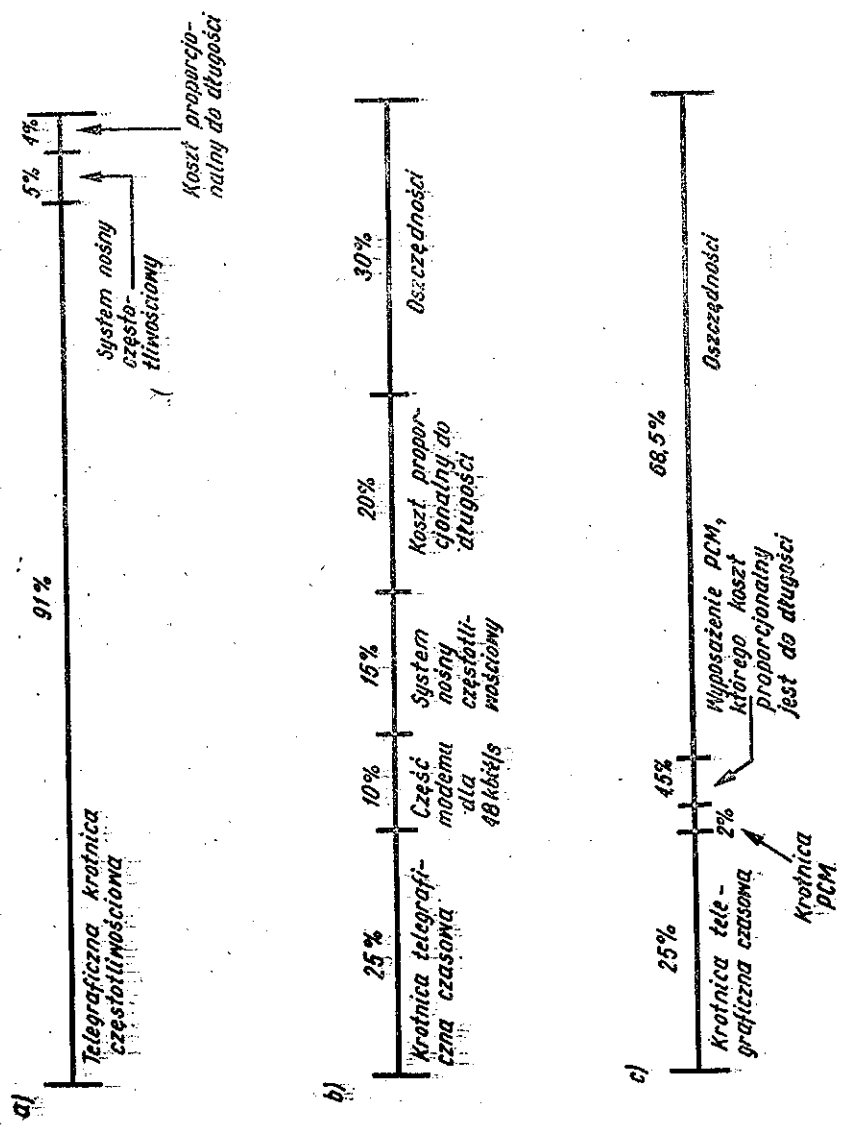 a)
91%
5%
4%
Telegraficzna krotnica
częstotliwościowa
System nośny
często-
tliwościowy
Koszt proporcjo-
nalny do długości
b)
25%
10%
15%
20%
30%
Krotnica telegrafi-
czna czasowa
Część
modemu
dla
48 kbit/s
System
nośny
częstotli-
wościowy
Koszt propor-
cjonalny do
długości
Oszczędności
c)
25%
2%
4,5%
68,5%
Krotnica tele-
graficzna czasowa
Krotnica
PCM
Wyposażenie PCM,
którego koszt
proporcjonalny
jest do długości
Oszczędności